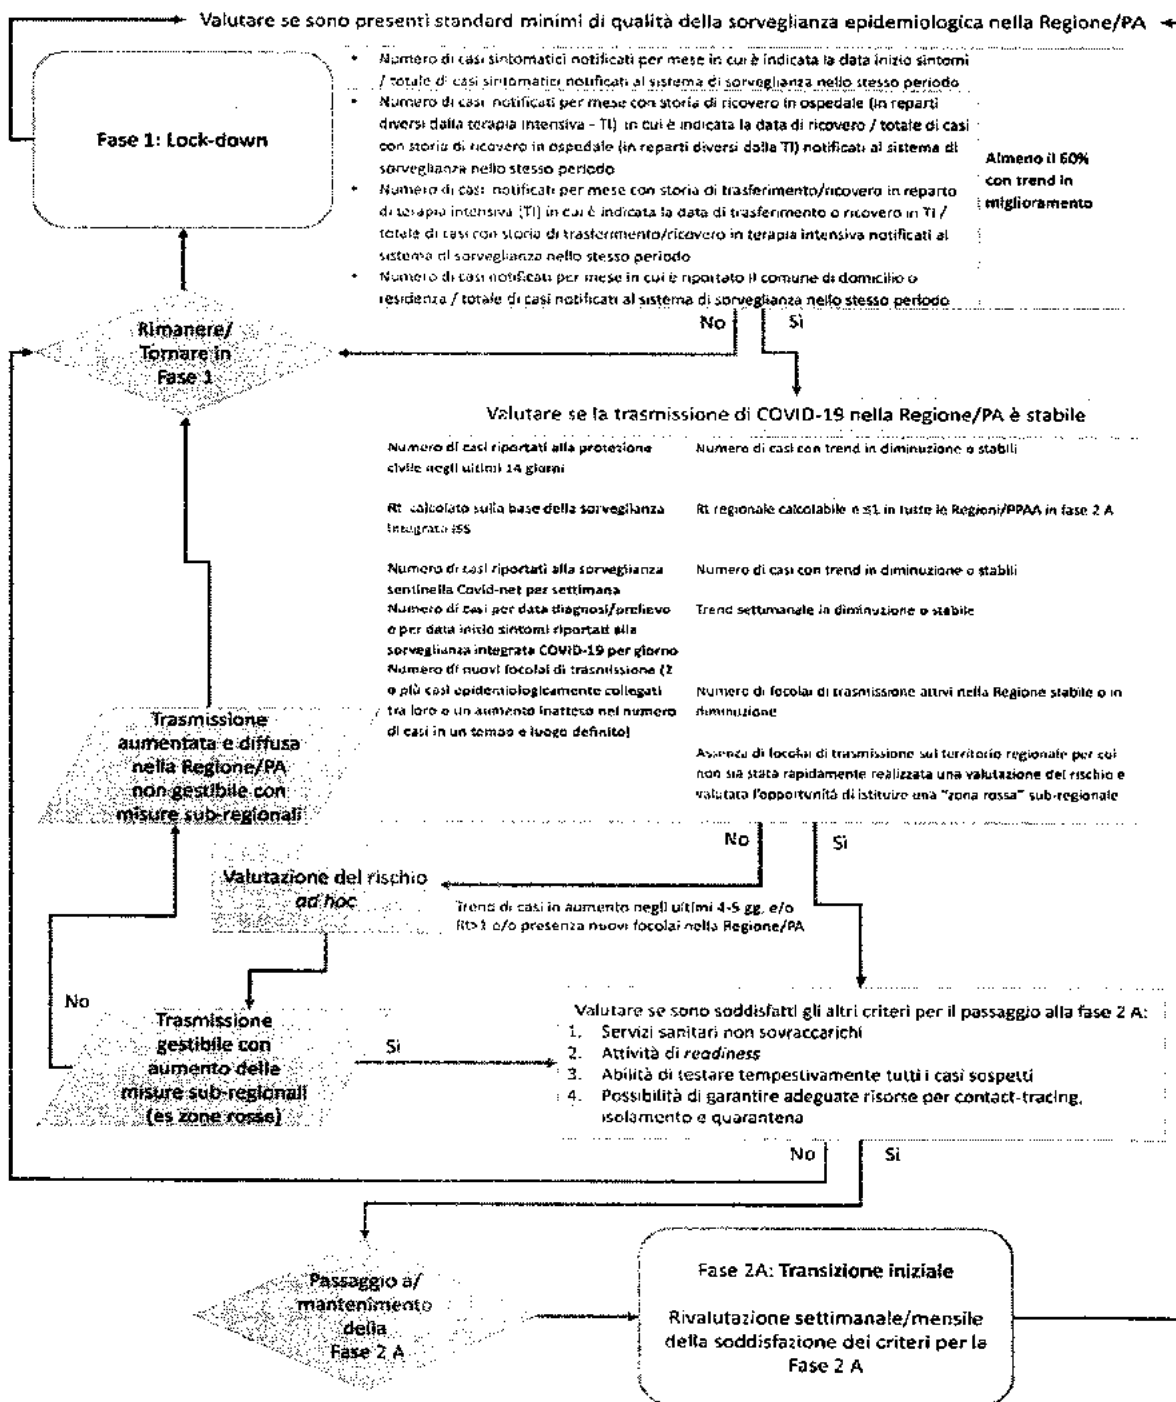 Valutare se sono presenti standard minimi di qualità della sorveglianza epidemiologica nella Regione/PA
Fase 1: Lock-down
• Numero di casi sintomatici notificati per mese in cui è indicata la data inizio sintomi
/ totale di casi sintomatici notificati al sistema di sorveglianza nello stesso periodo
• Numero di casi notificati per mese con storia di ricovero in ospedale (in reparti
diversi dalla terapia intensiva - TI) in cui è indicata la data di ricovero / totale di casi
con storia di ricovero in ospedale (in reparti diversi dalla TI) notificati al sistema di
sorveglianza nello stesso periodo
• Numero di casi notificati per mese con storia di trasferimento/ricovero in reparto
di terapia intensiva (TI) in cui è indicata la data di trasferimento o ricovero in TI /
totale di casi con storia di trasferimento/ricovero in terapia intensiva notificati al
sistema di sorveglianza nello stesso periodo
• Numero di casi notificati per mese in cui è riportato il comune di domicilio o
residenza / totale di casi notificati al sistema di sorveglianza nello stesso periodo
Almeno il 60%
con trend in
miglioramento
No
Sì
Rimanere/
Tornare in
Fase 1
Valutare se la trasmissione di COVID-19 nella Regione/PA è stabile
Numero di casi riportati alla protezione
civile negli ultimi 14 giorni
Numero di casi con trend in diminuzione o stabili
Rt calcolato sulla base della sorveglianza
integrata ISS
Rt regionale calcolabile e ≤1 in tutte le Regioni/PPAA in fase 2 A
Numero di casi riportati alla sorveglianza
sentinella Covid-net per settimana
Numero di casi con trend in diminuzione o stabili
Numero di casi per data diagnosi/prelievo
o per data inizio sintomi riportati alla
sorveglianza integrata COVID-19 per giorno
Trend settimanale in diminuzione o stabile
Numero di nuovi focolai di trasmissione (2
o più casi epidemiologicamente collegati
tra loro o un aumento inatteso nel numero
di casi in un tempo e luogo definito)
Numero di focolai di trasmissione attivi nella Regione stabile o in
diminuzione
Assenza di focolai di trasmissione sul territorio regionale per cui
non sia stata rapidamente realizzata una valutazione del rischio e
valutata l'opportunità di istituire una "zona rossa" sub-regionale
Trasmissione
aumentata e diffusa
nella Regione/PA
non gestibile con
misure sub-regionali
No
Sì
Valutazione del rischio
ad hoc
Trend di casi in aumento negli ultimi 4-5 gg, e/o
Rt>1 e/o presenza nuovi focolai nella Regione/PA
No
Trasmissione
gestibile con
aumento delle
misure sub-regionali
(es zone rosse)
Si
Valutare se sono soddisfatti gli altri criteri per il passaggio alla fase 2 A:
1. Servizi sanitari non sovraccarichi
2. Attività di readiness
3. Abilità di testare tempestivamente tutti i casi sospetti
4. Possibilità di garantire adeguate risorse per contact-tracing,
isolamento e quarantena
No
Sì
Passaggio a/
mantenimento
della
Fase 2 A
Fase 2A: Transizione iniziale
Rivalutazione settimanale/mensile
della soddisfazione dei criteri per la
Fase 2 A